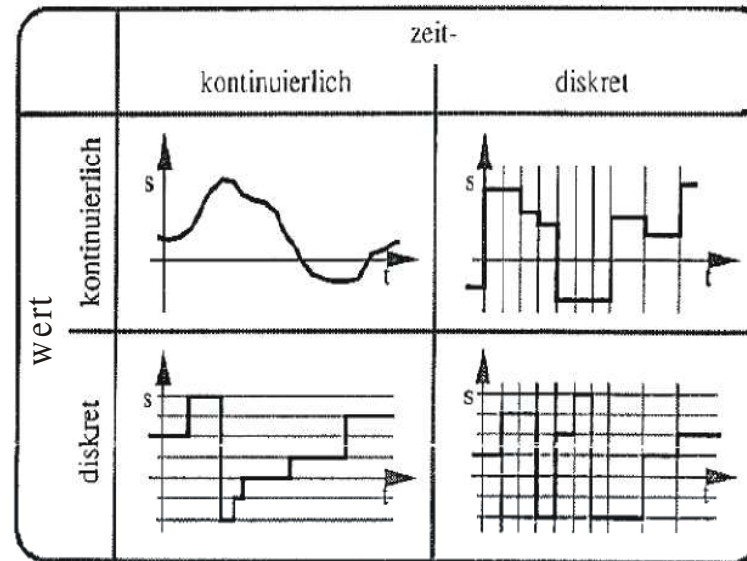 zeit-
kontinuierlich diskret
wert
kontinuierlich
s
t
s
t
diskret
s
t
s
t